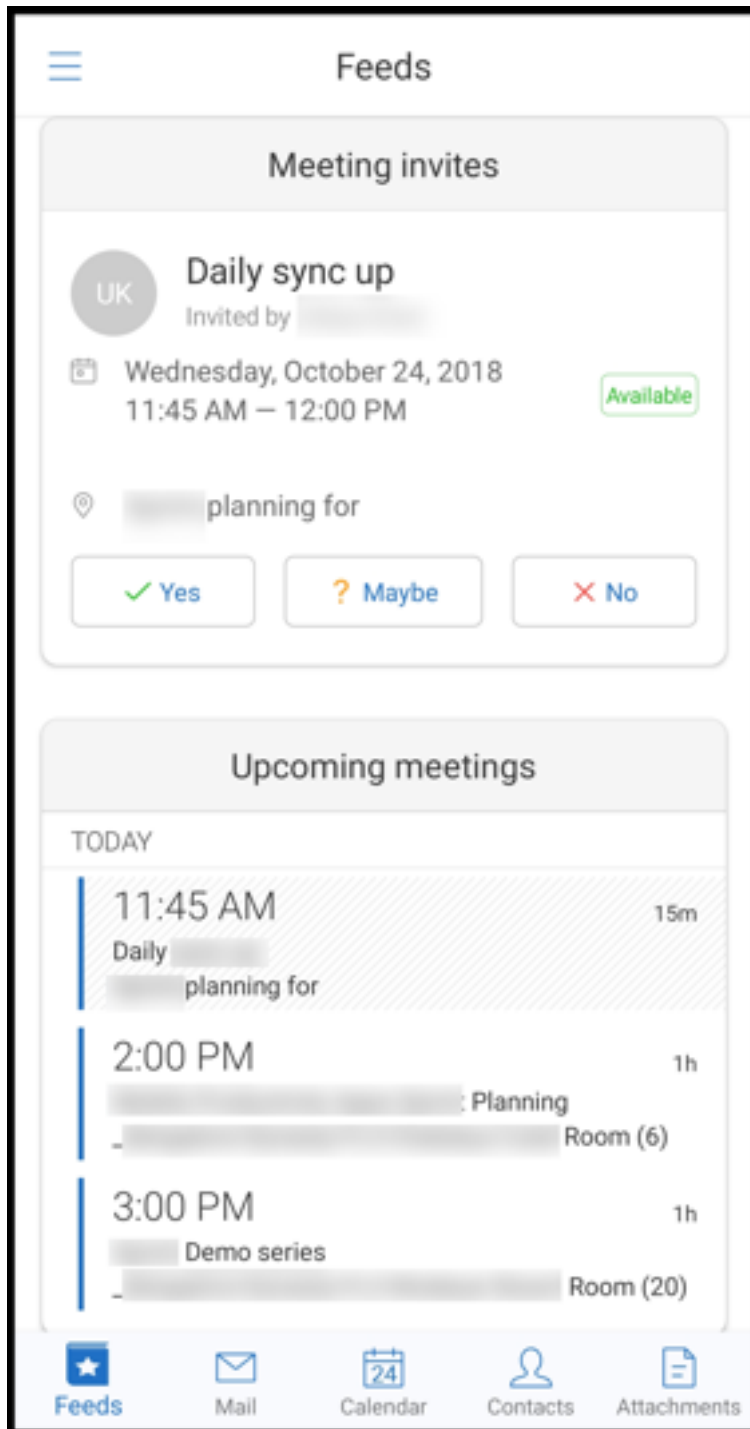 Feeds
Meeting invites
UK
Daily sync up
Invited by
Wednesday, October 24, 2018
11:45 AM — 12:00 PM
Available
planning for
Yes
? Maybe
No
Upcoming meetings
TODAY
11:45 AM
15m
Daily
planning for
2:00 PM
1h
: Planning
_ Room (6)
3:00 PM
1h
Demo series
_ Room (20)
Feeds
Mail
24
Calendar
Contacts
Attachments